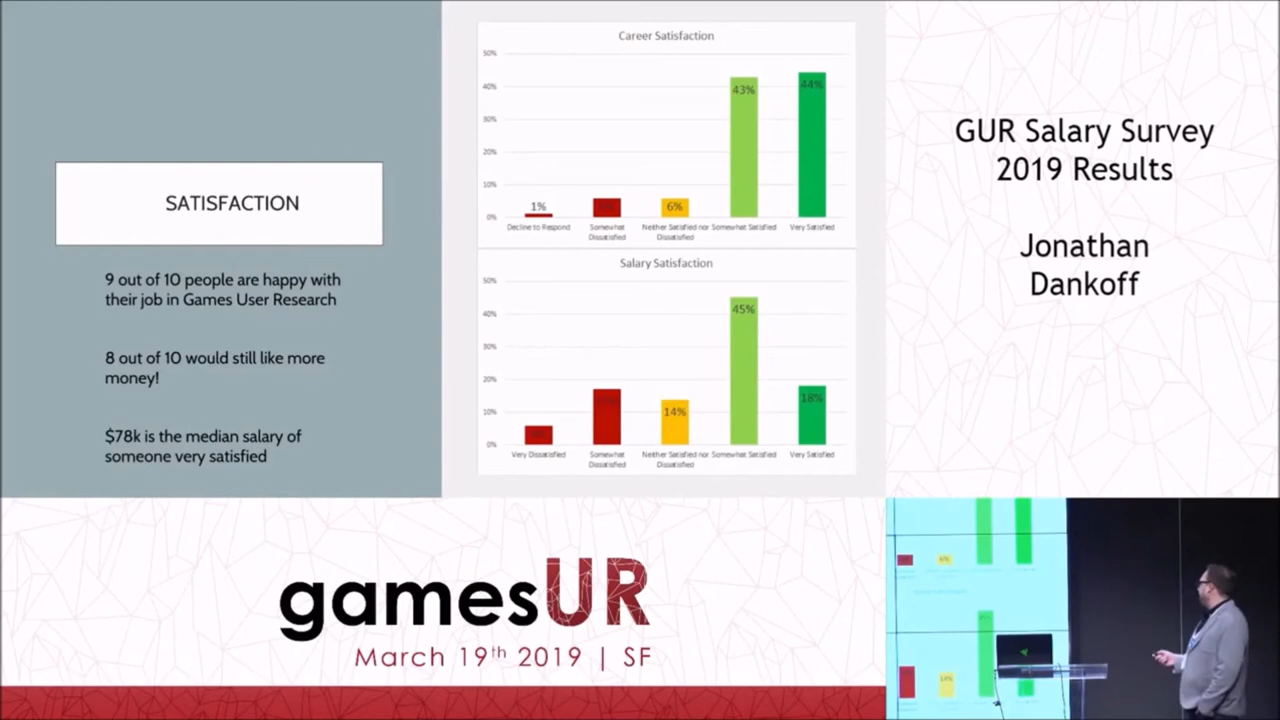 SATISFACTION
9 out of 10 people are happy with
their job in Games User Research
8 out of 10 would still like more
money!
$78k is the median salary of
someone very satisfied
Career Satisfaction
50%
40%
30%
20%
10%
0%
1%
6%
43%
44%
Decline to Respond
Somewhat
Dissatisfied
Neither Satisfied nor
Dissatisfied
Somewhat Satisfied
Very Satisfied
Salary Satisfaction
50%
40%
30%
20%
10%
0%
14%
45%
18%
Very Dissatisfied
Somewhat
Dissatisfied
Neither Satisfied nor
Dissatisfied
Somewhat Satisfied
Very Satisfied
GUR Salary Survey
2019 Results
Jonathan
Dankoff
gamesUR
March 19th 2019 | SF